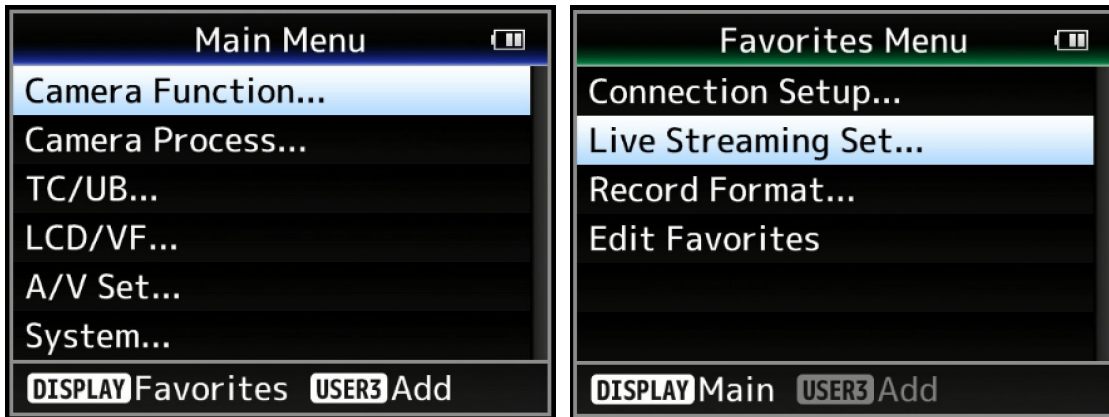 Main Menu
Camera Function...
Camera Process...
TC/UB...
LCD/VF...
A/V Set...
System...
DISPLAY Favorites USER3 Add
Favorites Menu
Connection Setup...
Live Streaming Set...
Record Format...
Edit Favorites
DISPLAY Main USER3 Add